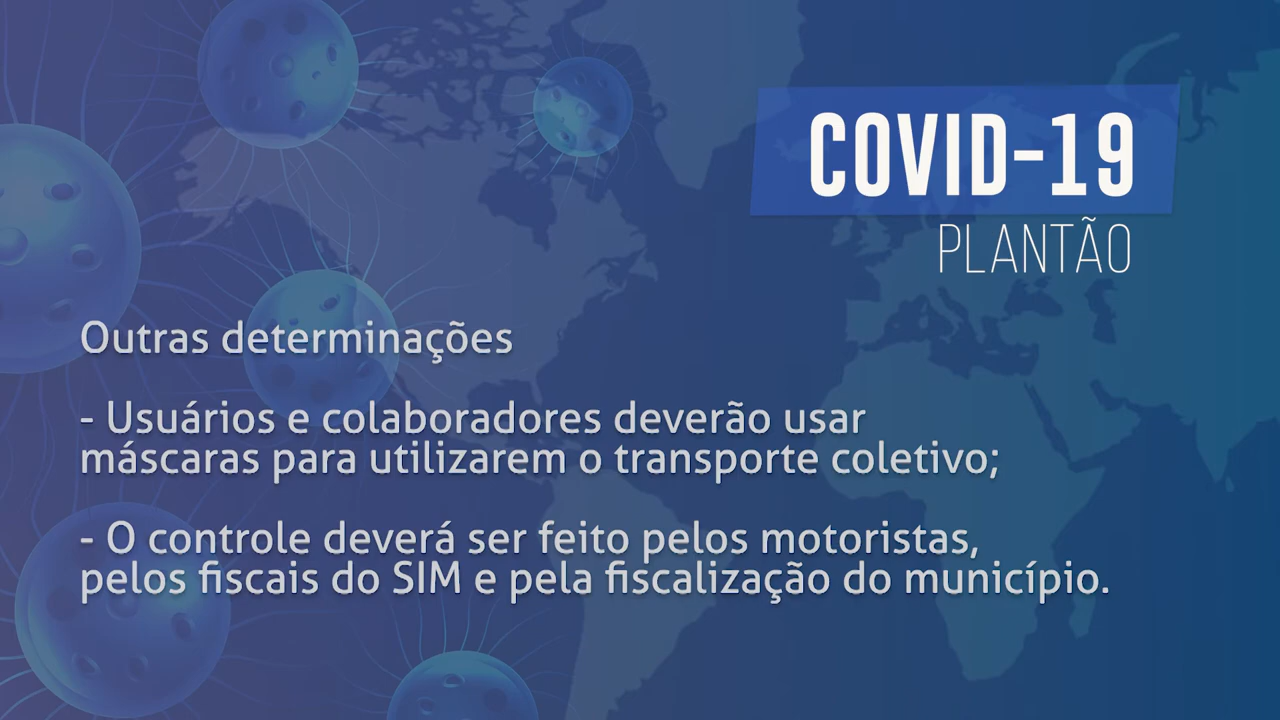 COVID-19
PLANTÃO
Outras determinações
- Usuários e colaboradores deverão usar
máscaras para utilizarem o transporte coletivo;
- O controle deverá ser feito pelos motoristas,
pelos fiscais do SIM e pela fiscalização do município.